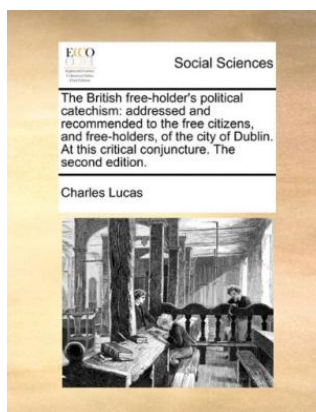 ECCO
Social Sciences
The British free-holder's political
catechism: addressed and
recommended to the free citizens,
and free-holders, of the city of Dublin.
At this critical conjuncture. The
second edition.
Charles Lucas